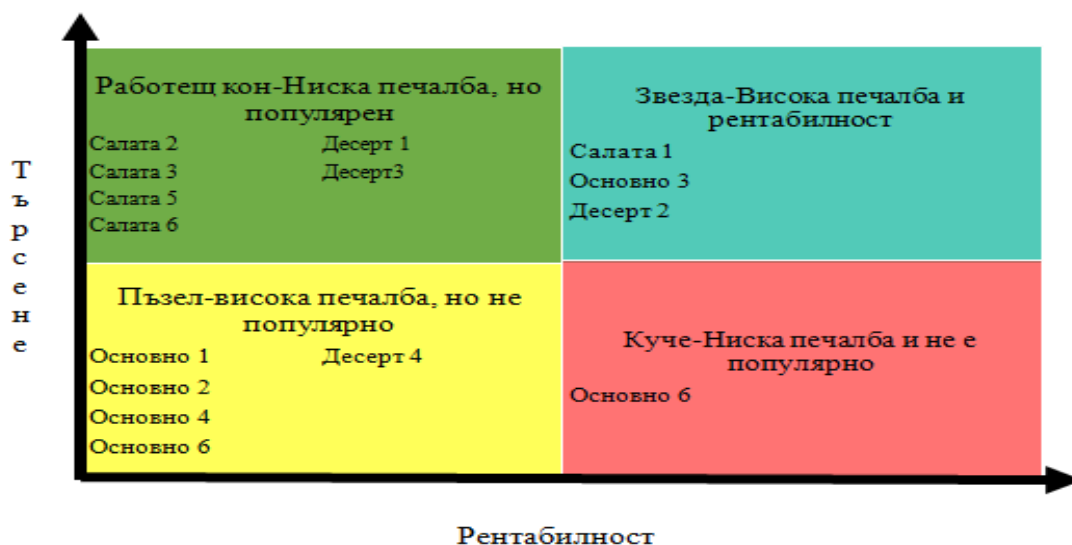 Работещ кон-Ниска печалба, но
популярен
Салата 2
Салата 3
Салата 5
Салата 6
Десерт 1
Десерт3
Звезда-Висока печалба и
рентабилност
Салата 1
Основно 3
Десерт 2
Търсене
Пъзел-висока печалба, но не
популярно
Основно 1
Основно 2
Основно 4
Основно 6
Десерт 4
Куче-Ниска печалба и не е
популярно
Основно 6
Рентабилност